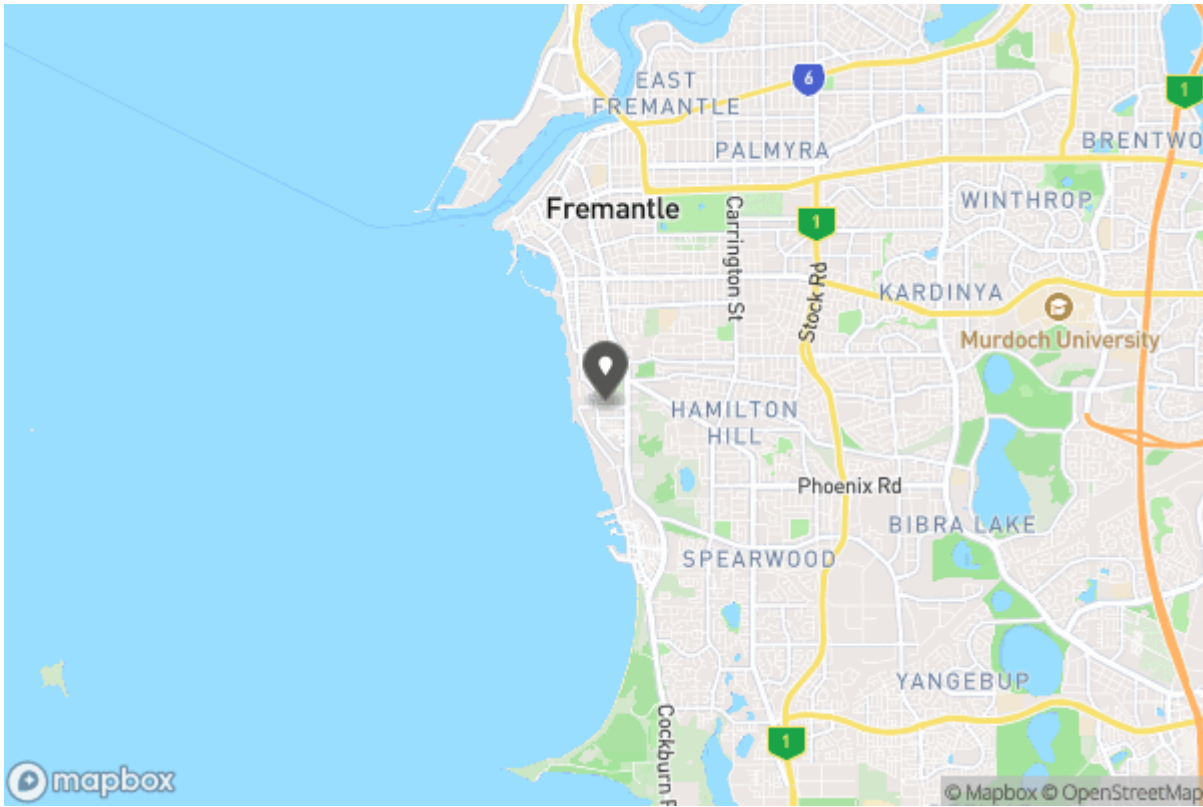 EAST
FREMANTLE
6
1
PALMYRA
BRENTWO
WINTHROP
Fremantle
Carrington St
1
Stock Rd
KARDINYA
Murdoch University
HAMILTON
HILL
Phoenix Rd
BIBRA LAKE
SPEARWOOD
YANGEBUP
Cockburn R
1
mapbox
© Mapbox © OpenStreetMap